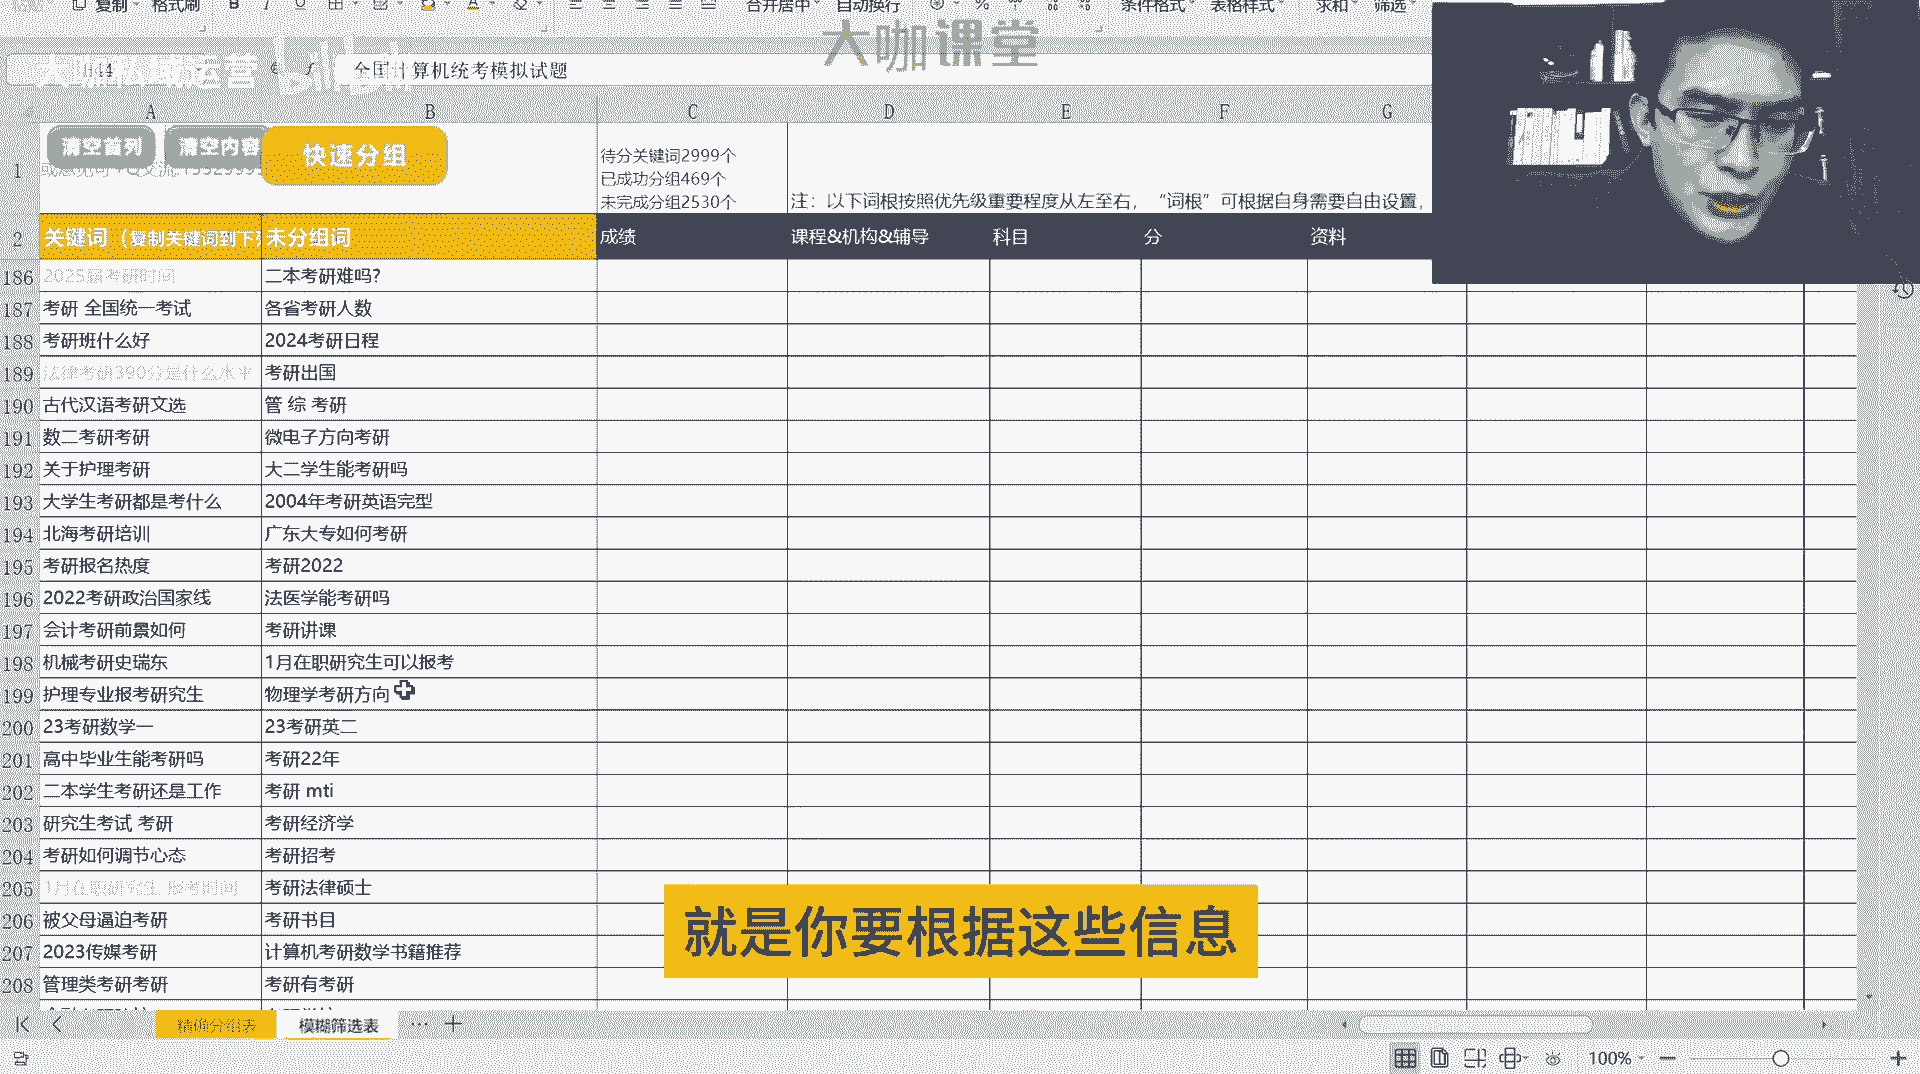 复制 格式刷 B I U A 合并居中 自动换行 % 条件格式 表格样式 求和 筛选
大咖课堂
大咖私域运营 bilibili
全国计算机统考模拟试题
A B C D E F G
清空首列 清空内容 快速分组
1
待分关键词2999个
已成功分组469个
未完成分组2530个
注：以下词根按照优先级重要程度从左至右，“词根”可根据自身需要自由设置，
2 关键词（复制关键词到下 未分组词 成绩 课程&机构&辅导 科目 分 资料
186 2025届考研时间 二本考研难吗?
187 考研 全国统一考试 各省考研人数
188 考研班什么好 2024考研日程
189 法律考研390分是什么水平 考研出国
190 古代汉语考研文选 管 综 考研
191 数二考研考研 微电子方向考研
192 关于护理考研 大二学生能考研吗
193 大学生考研都是考什么 2004年考研英语完型
194 北海考研培训 广东大专如何考研
195 考研报名热度 考研2022
196 2022考研政治国家线 法医学能考研吗
197 会计考研前景如何 考研讲课
198 机械考研史瑞东 1月在职研究生可以报考
199 护理专业报考研究生 物理学考研方向
200 23考研数学一 23考研英二
201 高中毕业生能考研吗 考研22年
202 二本学生考研还是工作 考研 mti
203 研究生考试 考研 考研经济学
204 考研如何调节心态 考研招考
205 1月在职研究生 报考时间 考研法律硕士
206 被父母逼迫考研 考研书目
207 2023传媒考研 计算机考研数学书籍推荐
208 管理类考研考研 考研有考研
就是你要根据这些信息
精确分组表 模糊筛选表 ··· +
100% − +